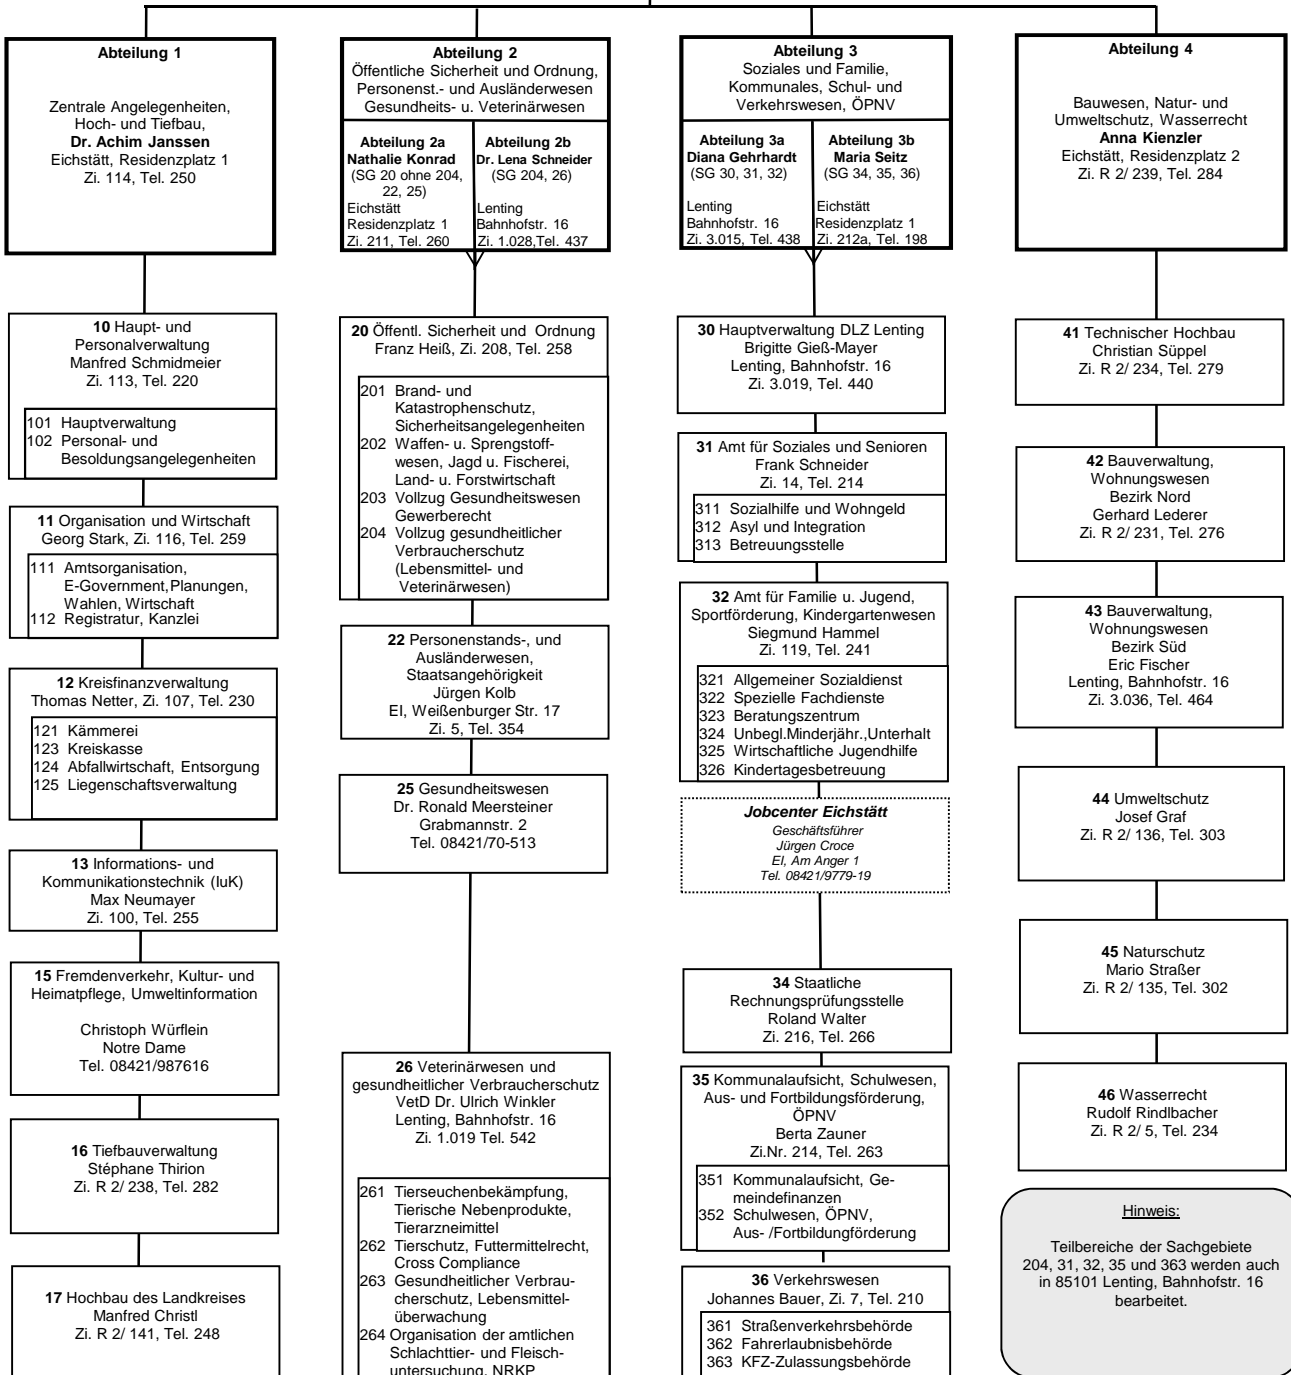 Abteilung 1
Zentrale Angelegenheiten,
Hoch- und Tiefbau,
Dr. Achim Janssen
Eichstätt, Residenzplatz 1
Zi. 114, Tel. 250
10 Haupt- und
Personalverwaltung
Manfred Schmidmeier
Zi. 113, Tel. 220
101 Hauptverwaltung
102 Personal- und
Besoldungsangelegenheiten
11 Organisation und Wirtschaft
Georg Stark, Zi. 116, Tel. 259
111 Amtsorganisation,
E-Government,Planungen,
Wahlen, Wirtschaft
112 Registratur, Kanzlei
12 Kreisfinanzverwaltung
Thomas Netter, Zi. 107, Tel. 230
121 Kämmerei
123 Kreiskasse
124 Abfallwirtschaft, Entsorgung
125 Liegenschaftsverwaltung
13 Informations- und
Kommunikationstechnik (IuK)
Max Neumayer
Zi. 100, Tel. 255
15 Fremdenverkehr, Kultur- und
Heimatpflege, Umweltinformation
Christoph Würflein
Notre Dame
Tel. 08421/987616
16 Tiefbauverwaltung
Stéphane Thirion
Zi. R 2/ 238, Tel. 282
17 Hochbau des Landkreises
Manfred Christl
Zi. R 2/ 141, Tel. 248
Abteilung 2
Öffentliche Sicherheit und Ordnung,
Personenst.- und Ausländerwesen
Gesundheits- u. Veterinärwesen
Abteilung 2a
Nathalie Konrad
(SG 20 ohne 204,
22, 25)
Eichstätt
Residenzplatz 1
Zi. 211, Tel. 260
Abteilung 2b
Dr. Lena Schneider
(SG 204, 26)
Lenting
Bahnhofstr. 16
Zi. 1.028,Tel. 437
20 Öffentl. Sicherheit und Ordnung
Franz Heiß, Zi. 208, Tel. 258
201 Brand- und
Katastrophenschutz,
Sicherheitsangelegenheiten
202 Waffen- u. Sprengstoff-
wesen, Jagd u. Fischerei,
Land- u. Forstwirtschaft
203 Vollzug Gesundheitswesen
Gewerberecht
204 Vollzug gesundheitlicher
Verbraucherschutz
(Lebensmittel- und
Veterinärwesen)
22 Personenstands-, und
Ausländerwesen,
Staatsangehörigkeit
Jürgen Kolb
EI, Weißenburger Str. 17
Zi. 5, Tel. 354
25 Gesundheitswesen
Dr. Ronald Meersteiner
Grabmannstr. 2
Tel. 08421/70-513
26 Veterinärwesen und
gesundheitlicher Verbraucherschutz
VetD Dr. Ulrich Winkler
Lenting, Bahnhofstr. 16
Zi. 1.019 Tel. 542
261 Tierseuchenbekämpfung,
Tierische Nebenprodukte,
Tierarzneimittel
262 Tierschutz, Futtermittelrecht,
Cross Compliance
263 Gesundheitlicher Verbrau-
cherschutz, Lebensmittel-
überwachung
264 Organisation der amtlichen
Schlachttier- und Fleisch-
untersuchung, NRKP
Abteilung 3
Soziales und Familie,
Kommunales, Schul- und
Verkehrswesen, ÖPNV
Abteilung 3a
Diana Gehrhardt
(SG 30, 31, 32)
Lenting
Bahnhofstr. 16
Zi. 3.015, Tel. 438
Abteilung 3b
Maria Seitz
(SG 34, 35, 36)
Eichstätt
Residenzplatz 1
Zi. 212a, Tel. 198
30 Hauptverwaltung DLZ Lenting
Brigitte Gieß-Mayer
Lenting, Bahnhofstr. 16
Zi. 3.019, Tel. 440
31 Amt für Soziales und Senioren
Frank Schneider
Zi. 14, Tel. 214
311 Sozialhilfe und Wohngeld
312 Asyl und Integration
313 Betreuungsstelle
32 Amt für Familie u. Jugend,
Sportförderung, Kindergartenwesen
Siegmund Hammel
Zi. 119, Tel. 241
321 Allgemeiner Sozialdienst
322 Spezielle Fachdienste
323 Beratungszentrum
324 Unbegl.Minderjähr.,Unterhalt
325 Wirtschaftliche Jugendhilfe
326 Kindertagesbetreuung
Jobcenter Eichstätt
Geschäftsführer
Jürgen Croce
EI, Am Anger 1
Tel. 08421/9779-19
34 Staatliche
Rechnungsprüfungsstelle
Roland Walter
Zi. 216, Tel. 266
35 Kommunalaufsicht, Schulwesen,
Aus- und Fortbildungsförderung,
ÖPNV
Berta Zauner
Zi.Nr. 214, Tel. 263
351 Kommunalaufsicht, Ge-
meindefinanzen
352 Schulwesen, ÖPNV,
Aus- /Fortbildungförderung
36 Verkehrswesen
Johannes Bauer, Zi. 7, Tel. 210
361 Straßenverkehrsbehörde
362 Fahrerlaubnisbehörde
363 KFZ-Zulassungsbehörde
Abteilung 4
Bauwesen, Natur- und
Umweltschutz, Wasserrecht
Anna Kienzler
Eichstätt, Residenzplatz 2
Zi. R 2/ 239, Tel. 284
41 Technischer Hochbau
Christian Süppel
Zi. R 2/ 234, Tel. 279
42 Bauverwaltung,
Wohnungswesen
Bezirk Nord
Gerhard Lederer
Zi. R 2/ 231, Tel. 276
43 Bauverwaltung,
Wohnungswesen
Bezirk Süd
Eric Fischer
Lenting, Bahnhofstr. 16
Zi. 3.036, Tel. 464
44 Umweltschutz
Josef Graf
Zi. R 2/ 136, Tel. 303
45 Naturschutz
Mario Straßer
Zi. R 2/ 135, Tel. 302
46 Wasserrecht
Rudolf Rindlbacher
Zi. R 2/ 5, Tel. 234
Hinweis:
Teilbereiche der Sachgebiete
204, 31, 32, 35 und 363 werden auch
in 85101 Lenting, Bahnhofstr. 16
bearbeitet.